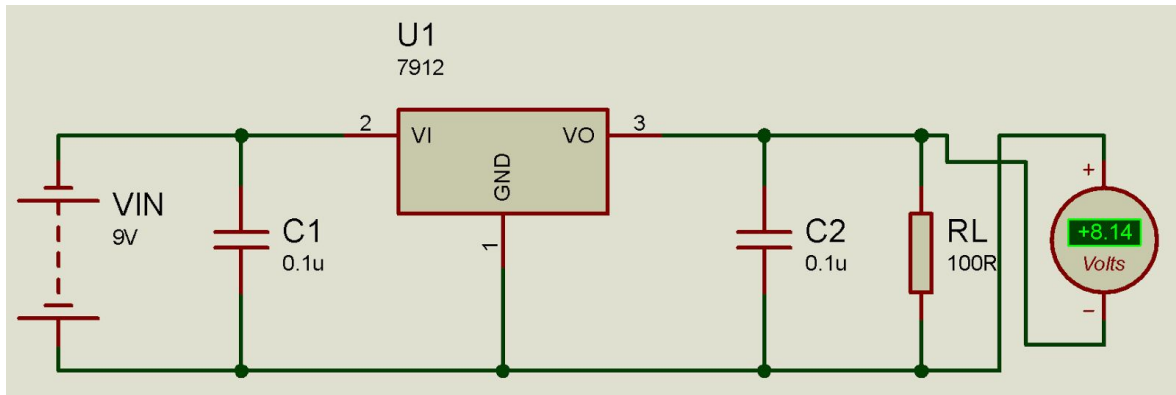 U1
7912
2
VI
VO
3
GND
1
VIN
9V
C1
0.1u
C2
0.1u
RL
100R
+
+8.14
Volts
−